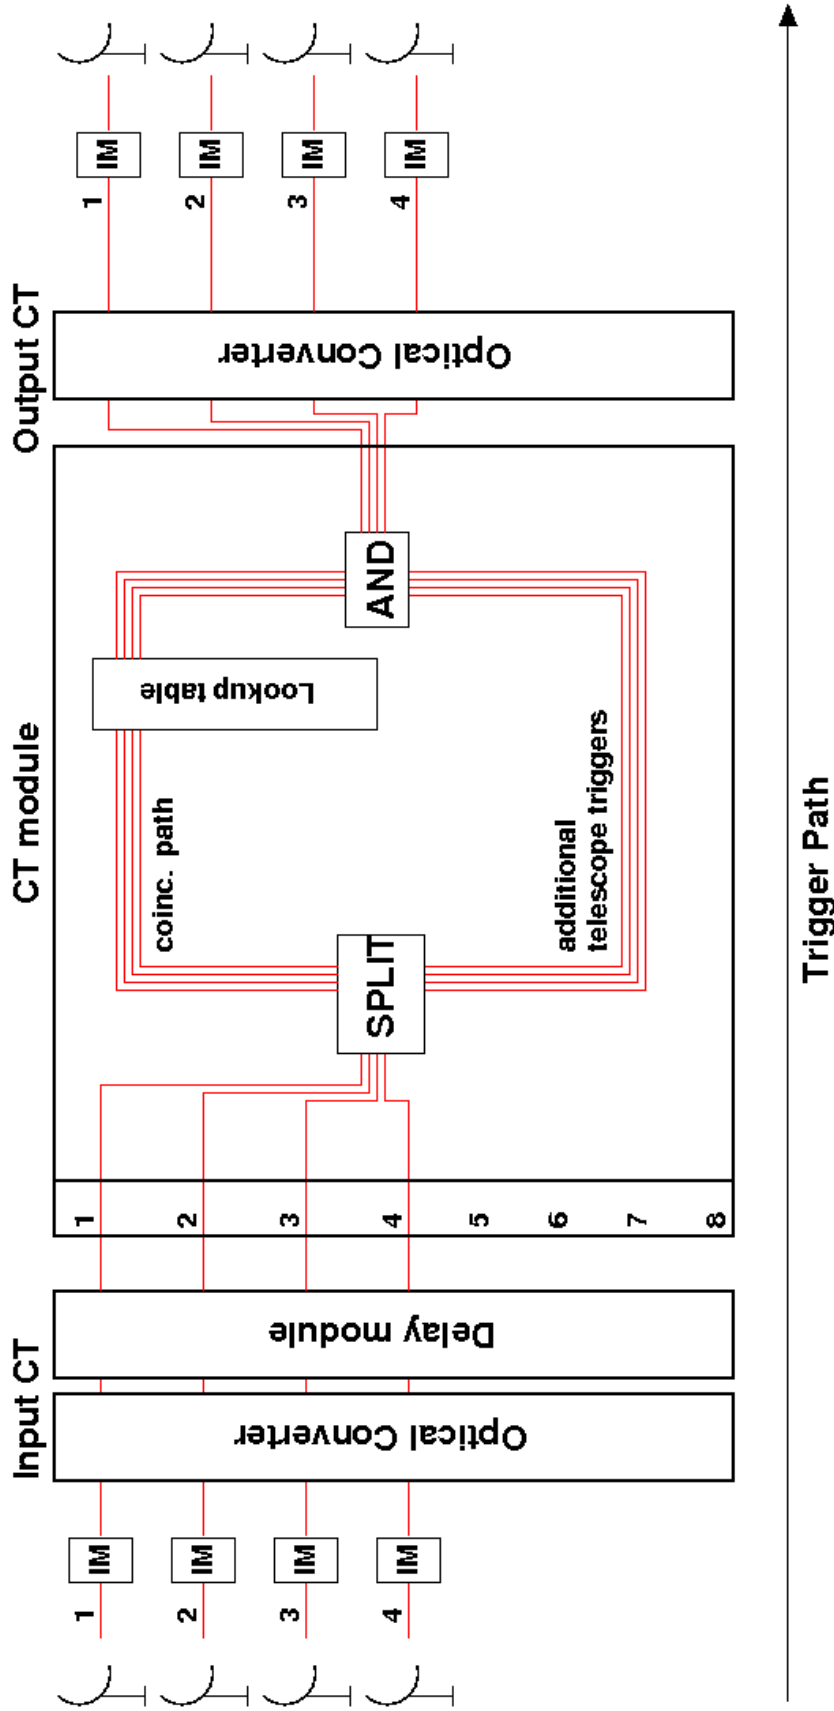 Input CT
CT module
Output CT
1
2
3
4
IM
IM
IM
IM
Optical Converter
Delay module
1
2
3
4
5
6
7
8
SPLIT
coinc. path
additional
telescope triggers
Lookup table
AND
Optical Converter
1
2
3
4
IM
IM
IM
IM
Trigger Path